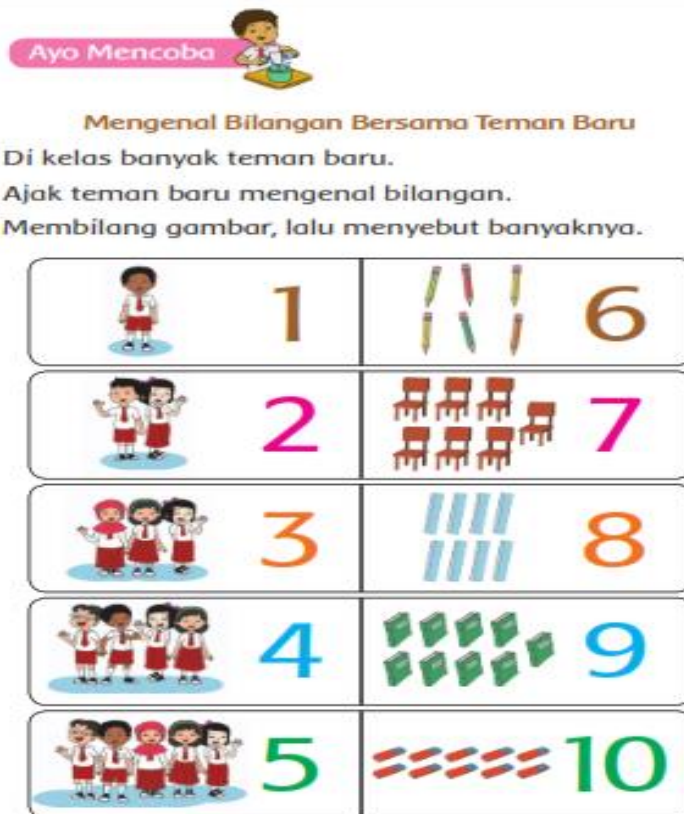 Ayo Mencoba
Mengenal Bilangan Bersama Teman Baru
Di kelas banyak teman baru.
Ajak teman baru mengenal bilangan.
Membilang gambar, lalu menyebut banyaknya.
1 6
2 7
3 8
4 9
5 10